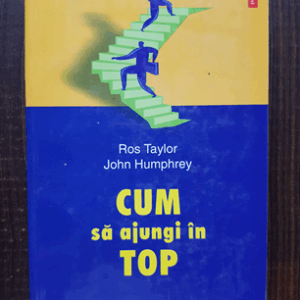 Ros Taylor
John Humphrey
CUM
să ajungi în
TOP